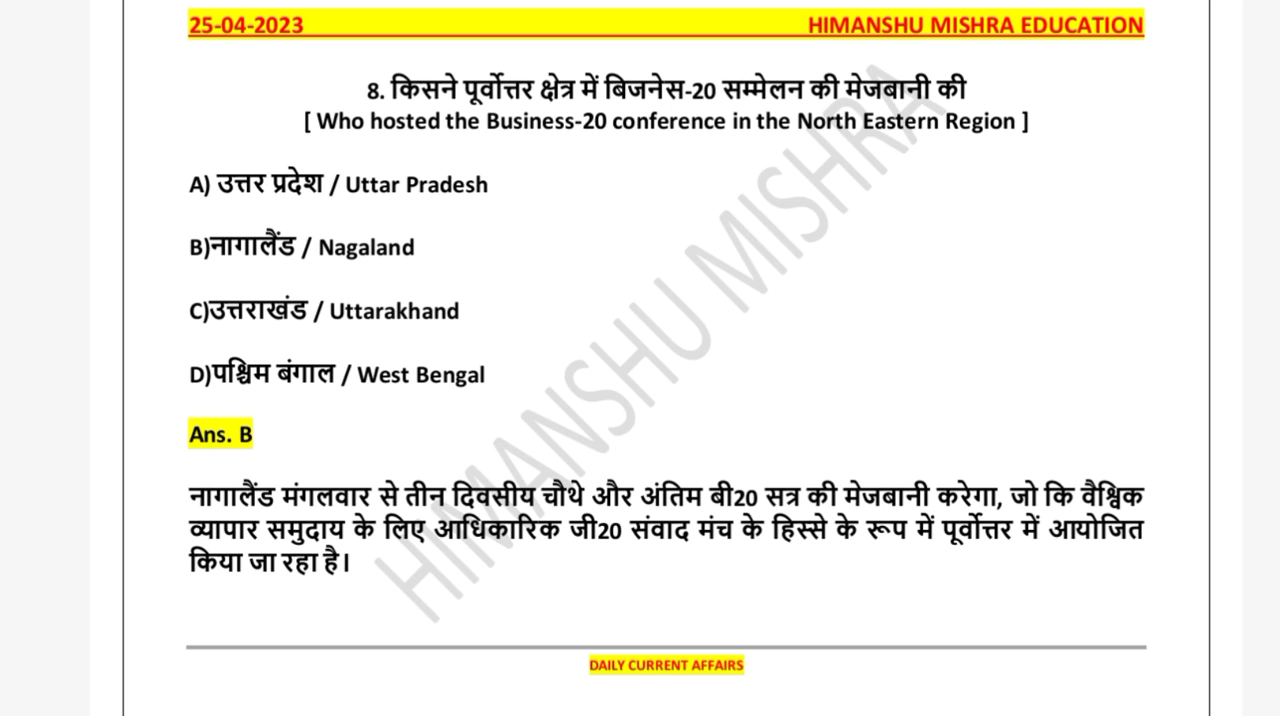 25-04-2023 HIMANSHU MISHRA EDUCATION
8. किसने पूर्वोत्तर क्षेत्र में बिजनेस-20 सम्मेलन की मेजबानी की
[ Who hosted the Business-20 conference in the North Eastern Region ]
A) उत्तर प्रदेश / Uttar Pradesh
B)नागालैंड / Nagaland
C)उत्तराखंड / Uttarakhand
D)पश्चिम बंगाल / West Bengal
Ans. B
नागालैंड मंगलवार से तीन दिवसीय चौथे और अंतिम बी20 सत्र की मेजबानी करेगा, जो कि वैश्विक
व्यापार समुदाय के लिए आधिकारिक जी20 संवाद मंच के हिस्से के रूप में पूर्वोत्तर में आयोजित
किया जा रहा है।
HIMANSHU MISHRA
DAILY CURRENT AFFAIRS